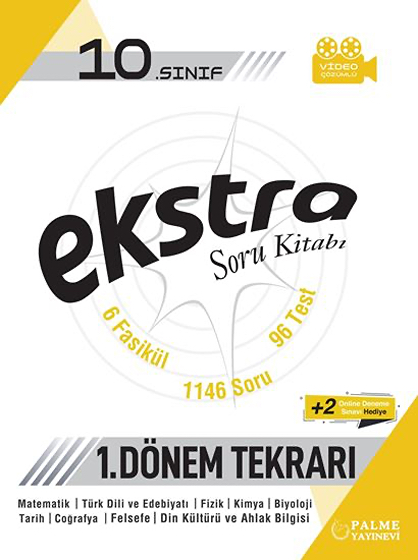 10.SINIF
VİDEO
ÇÖZÜMLÜ
ekstra
Soru Kitabı
6 Fasikül
1146 Soru
96 Test
+2 Online Deneme
Sınavı Hediye
1.DÖNEM TEKRARI
Matematik | Türk Dili ve Edebiyatı | Fizik | Kimya | Biyoloji
Tarih | Coğrafya | Felsefe | Din Kültürü ve Ahlak Bilgisi
PALME
YAYINEVİ